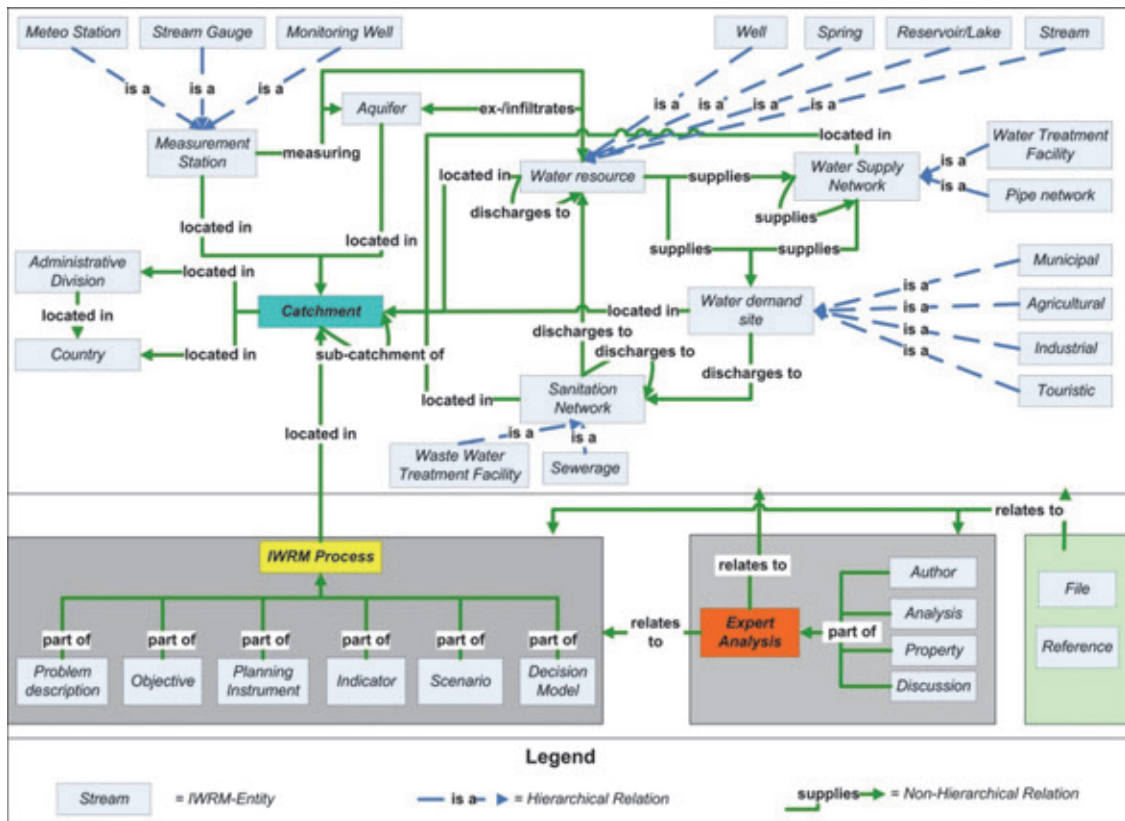 Meteo Station
Stream Gauge
Monitoring Well
Well
Spring
Reservoir/Lake
Stream
is a
is a
is a
is a
is a
is a
is a
Aquifer
ex-/infiltrates
located in
Measurement
Station
measuring
Water Treatment
Facility
located in
Water resource
supplies
Water Supply
Network
is a
is a
Pipe network
discharges to
supplies
located in
located in
supplies
supplies
Administrative
Division
located in
Municipal
is a
located in
Catchment
located in
Water demand
site
is a
Agricultural
is a
Industrial
is a
Touristic
Country
located in
sub-catchment of
discharges to
discharges to
discharges to
located in
Sanitation
Network
located in
is a
is a
Waste Water
Treatment Facility
Sewerage
relates to
IWRM Process
relates to
Author
File
part of
part of
part of
part of
part of
part of
relates
to
Expert
Analysis
part of
Analysis
Property
Discussion
Reference
Problem
description
Objective
Planning
Instrument
Indicator
Scenario
Decision
Model
Legend
Stream
= IWRM-Entity
is a
= Hierarchical Relation
supplies
= Non-Hierarchical Relation